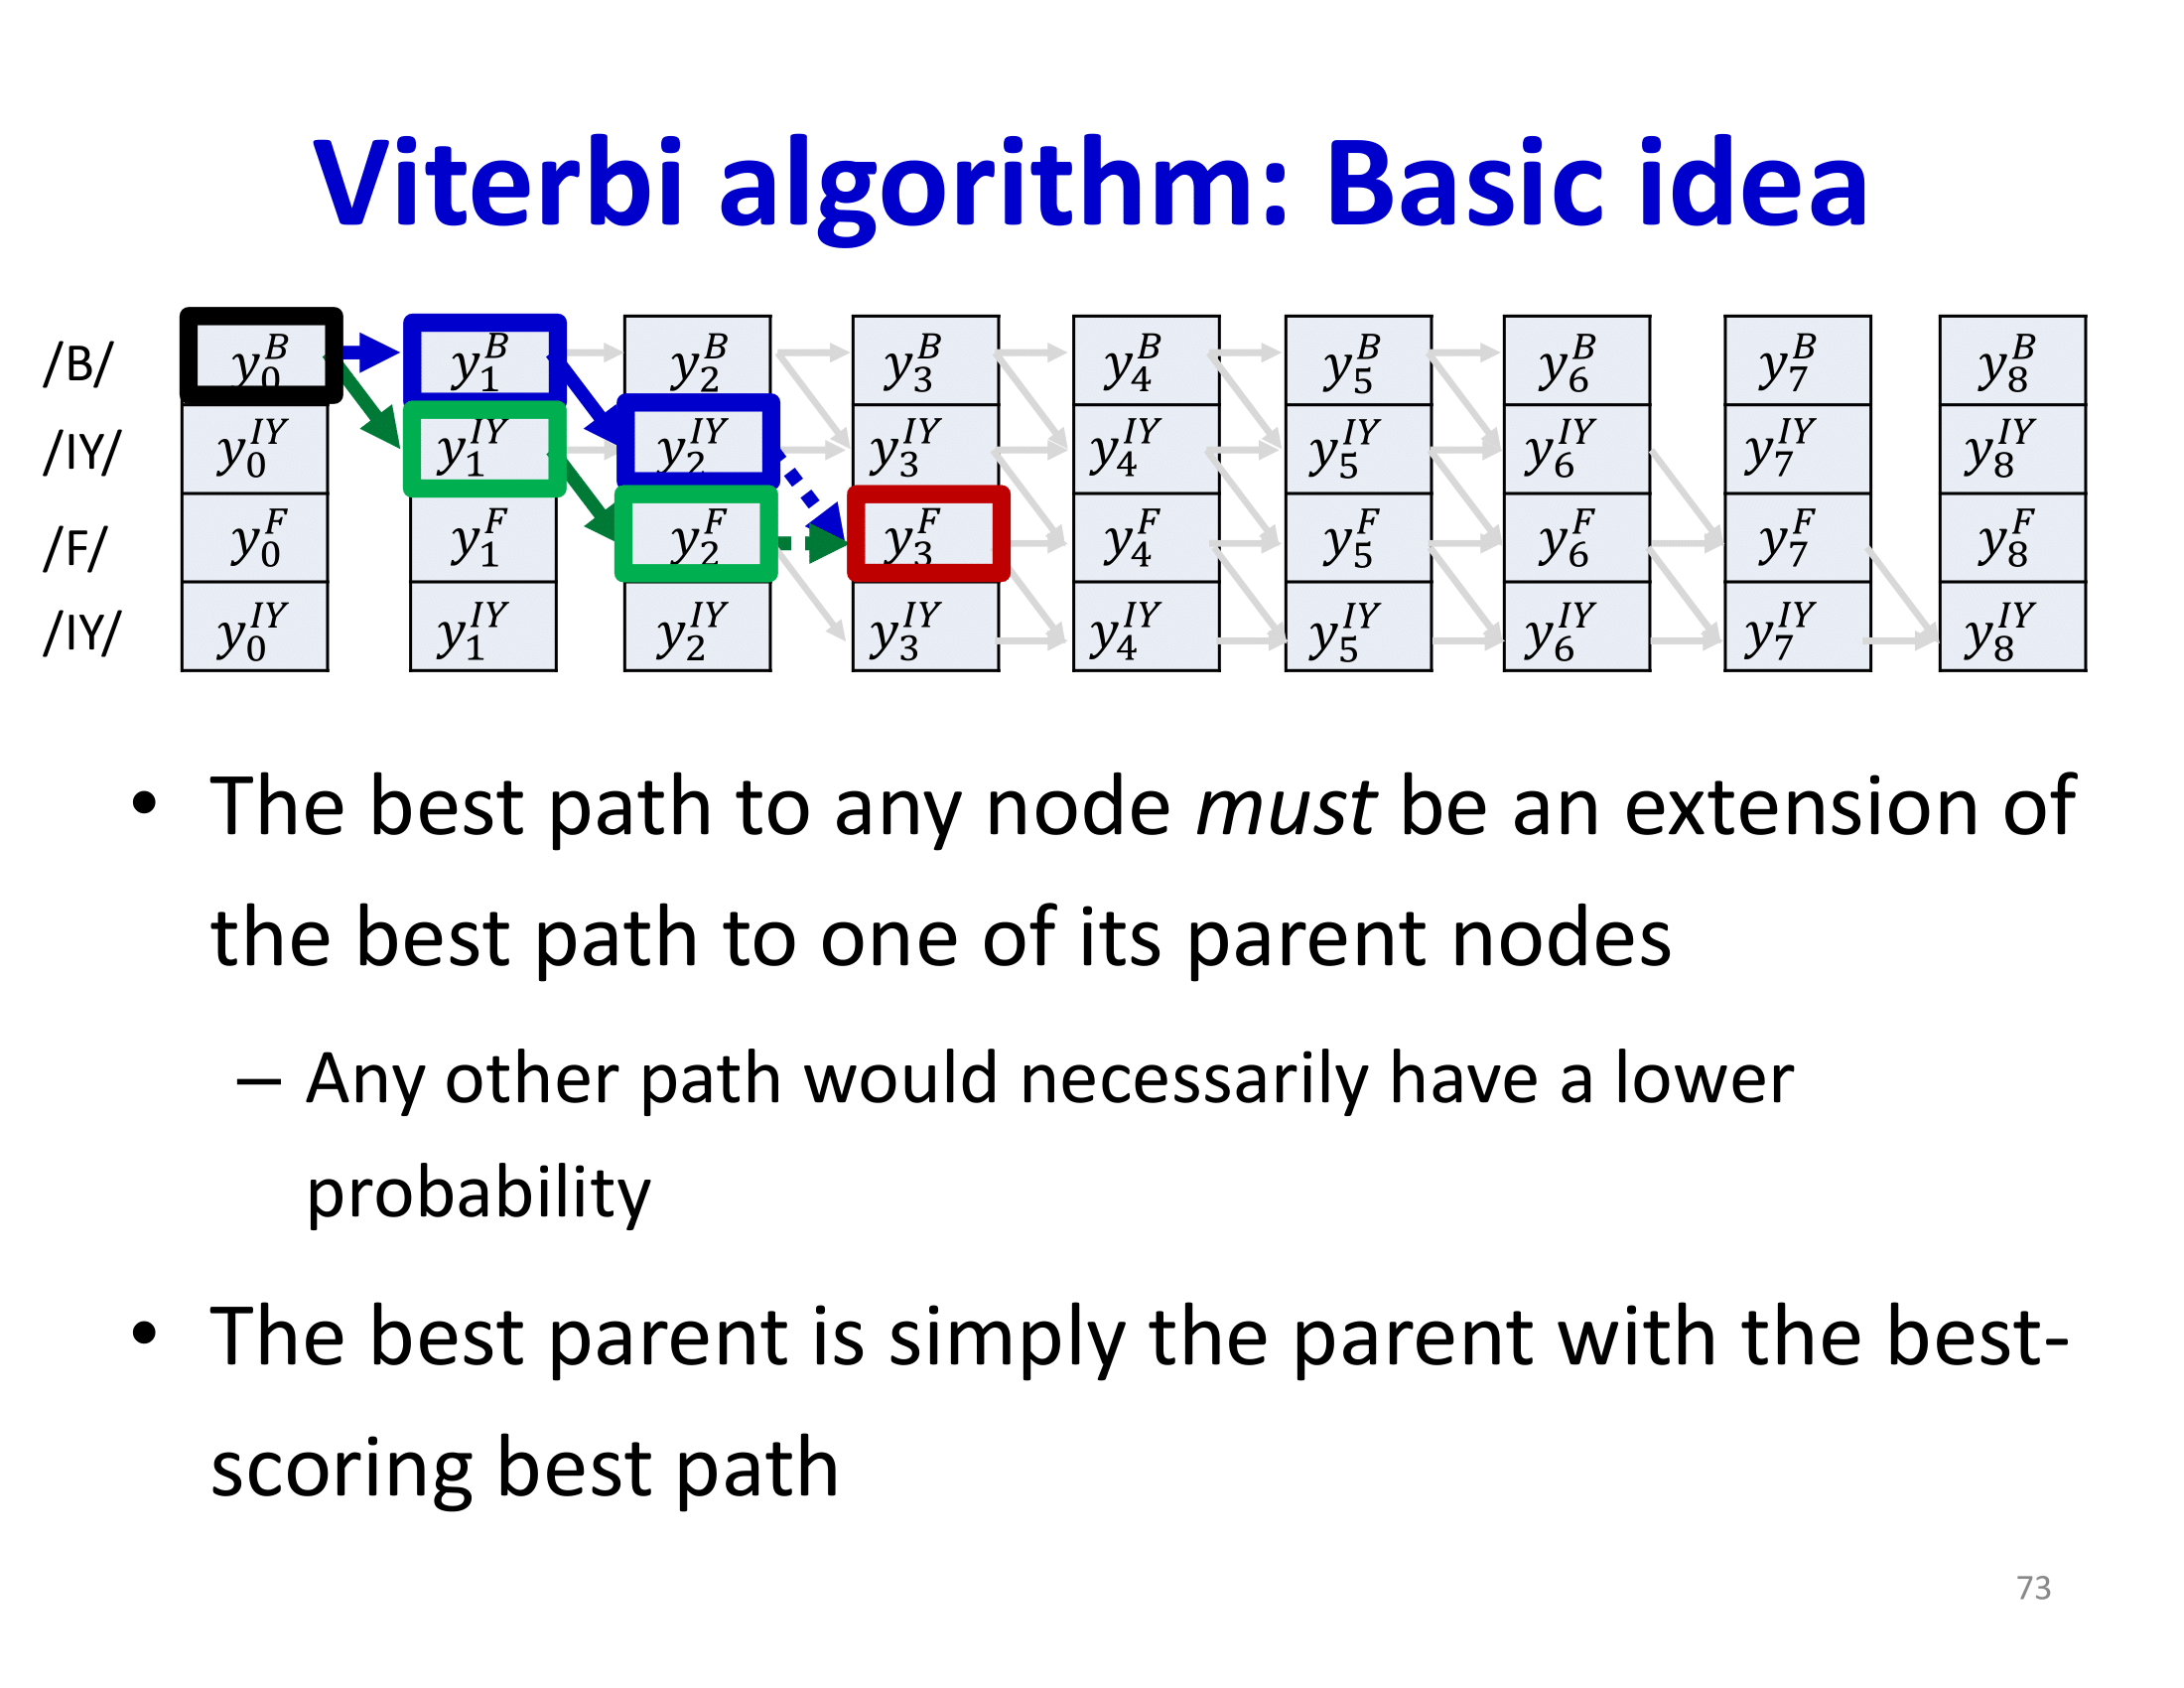 Viterbi algorithm: Basic idea
/B/ y_0^B y_1^B y_2^B y_3^B y_4^B y_5^B y_6^B y_7^B y_8^B
/IY/ y_0^IY y_1^IY y_2^IY y_3^IY y_4^IY y_5^IY y_6^IY y_7^IY y_8^IY
/F/ y_0^F y_1^F y_2^F y_3^F y_4^F y_5^F y_6^F y_7^F y_8^F
/IY/ y_0^IY y_1^IY y_2^IY y_3^IY y_4^IY y_5^IY y_6^IY y_7^IY y_8^IY
• The best path to any node must be an extension of
the best path to one of its parent nodes
– Any other path would necessarily have a lower
probability
• The best parent is simply the parent with the best-
scoring best path
73